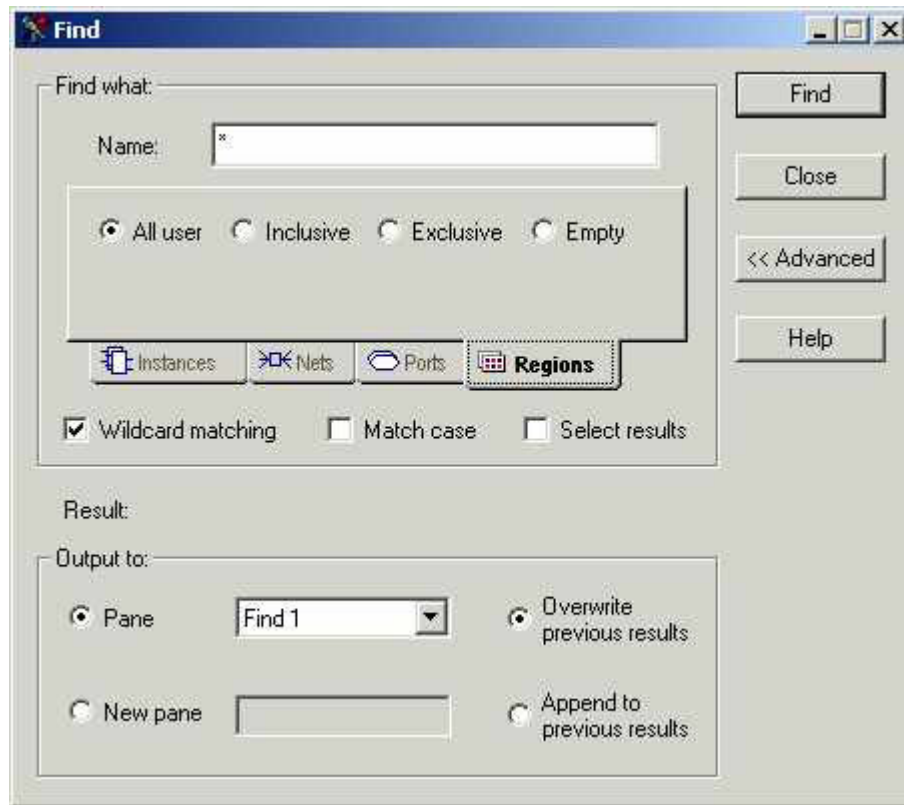 Find
Find what:
Find
Name: *
Close
All user Inclusive Exclusive Empty
<< Advanced
Help
Instances Nets Ports Regions
Wildcard matching Match case Select results
Result:
Output to:
Pane Find 1 Overwrite
previous results
New pane Append to
previous results